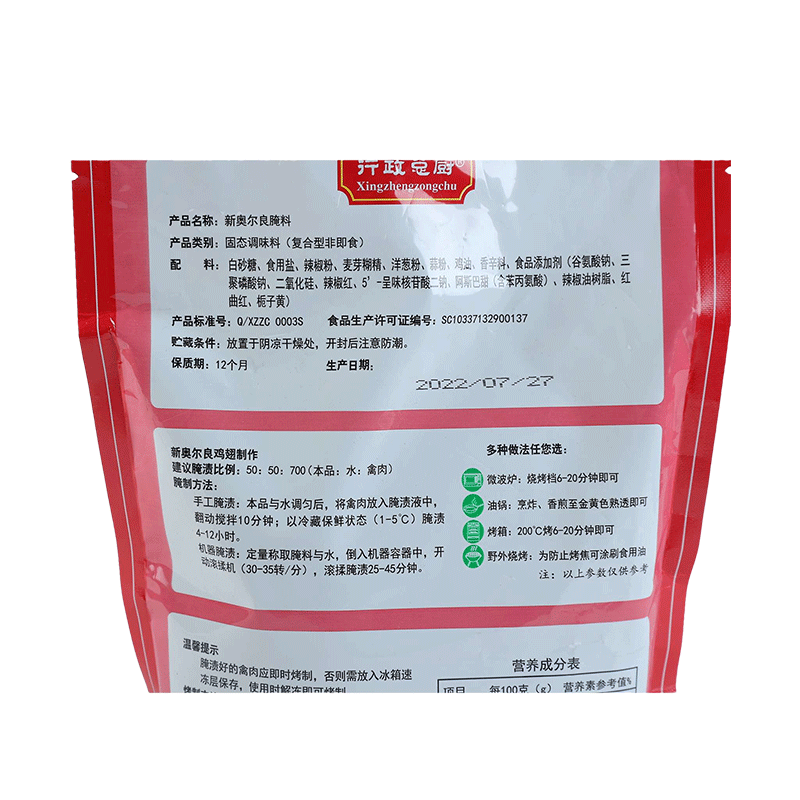 行政总厨®
Xingzhengzongchu
产品名称：新奥尔良腌料
产品类别：固态调味料（复合型非即食）
配　料：白砂糖、食用盐、辣椒粉、麦芽糊精、洋葱粉、蒜粉、鸡油、香辛料、食品添加剂（谷氨酸钠、三
聚磷酸钠、二氧化硅、辣椒红、5'-呈味核苷酸二钠、阿斯巴甜（含苯丙氨酸）、辣椒油树脂、红
曲红、栀子黄）
产品标准号：Q/XZZC 0003S　食品生产许可证编号：SC10337132900137
贮藏条件：放置于阴凉干燥处，开封后注意防潮。
保质期：12个月　生产日期：
2022/07/27
新奥尔良鸡翅制作
建议腌渍比例：50：50：700（本品：水：禽肉）
腌制方法：
手工腌渍：本品与水调匀后，将禽肉放入腌渍液中，
翻动搅拌10分钟；以冷藏保鲜状态（1-5℃）腌渍
4-12小时。
机器腌渍：定量称取腌料与水，倒入机器容器中，开
动滚揉机（30-35转/分），滚揉腌渍25-45分钟。
多种做法任您选：
微波炉：烧烤档6-20分钟即可
油锅：烹炸、香煎至金黄色熟透即可
烤箱：200℃烤6-20分钟即可
野外烧烤：为防止烤焦可涂刷食用油
注：以上参数仅供参考
温馨提示
腌渍好的禽肉应即时烤制，否则需放入冰箱速
冻层保存，使用时解冻即可烤制
营养成分表
项目　每100克（g）　营养素参考值%